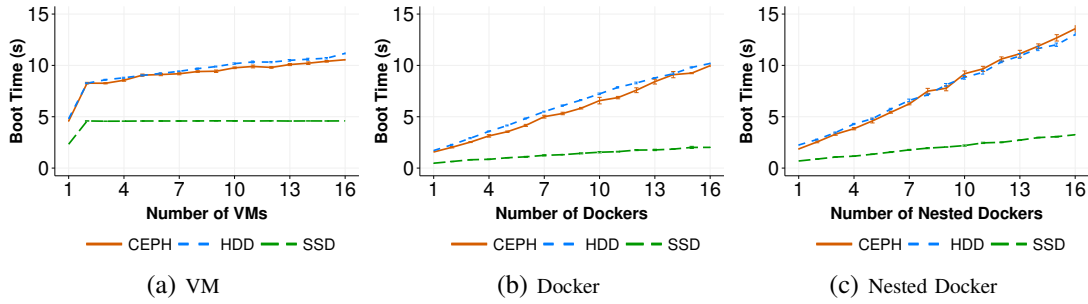 15
10
5
0
Boot Time (s)
1 4 7 10 13 16
Number of VMs
CEPH HDD SSD
(a) VM
15
10
5
0
Boot Time (s)
1 4 7 10 13 16
Number of Dockers
CEPH HDD SSD
(b) Docker
15
10
5
0
Boot Time (s)
1 4 7 10 13 16
Number of Nested Dockers
CEPH HDD SSD
(c) Nested Docker